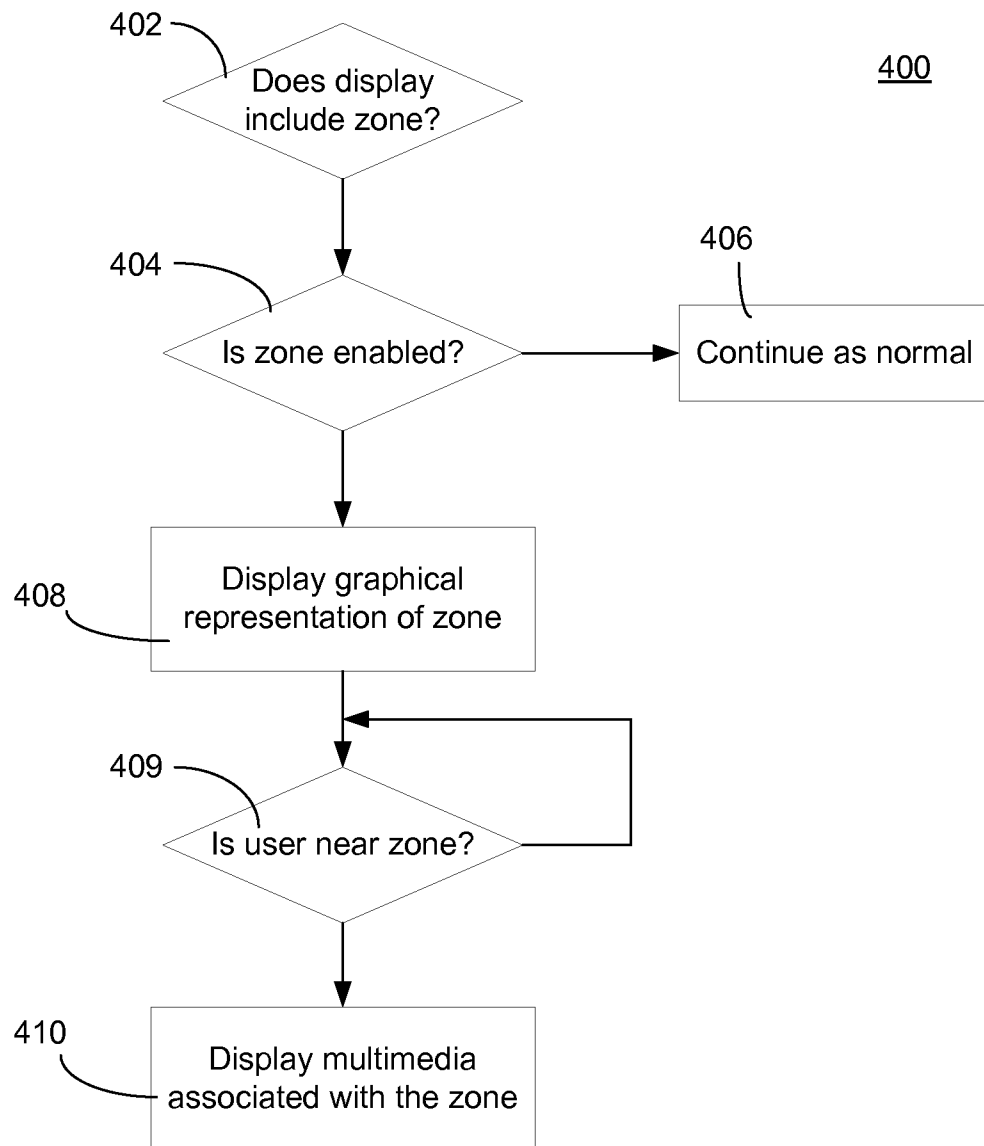 402
Does display
include zone?
400
404
Is zone enabled?
406
Continue as normal
408
Display graphical
representation of zone
409
Is user near zone?
410
Display multimedia
associated with the zone